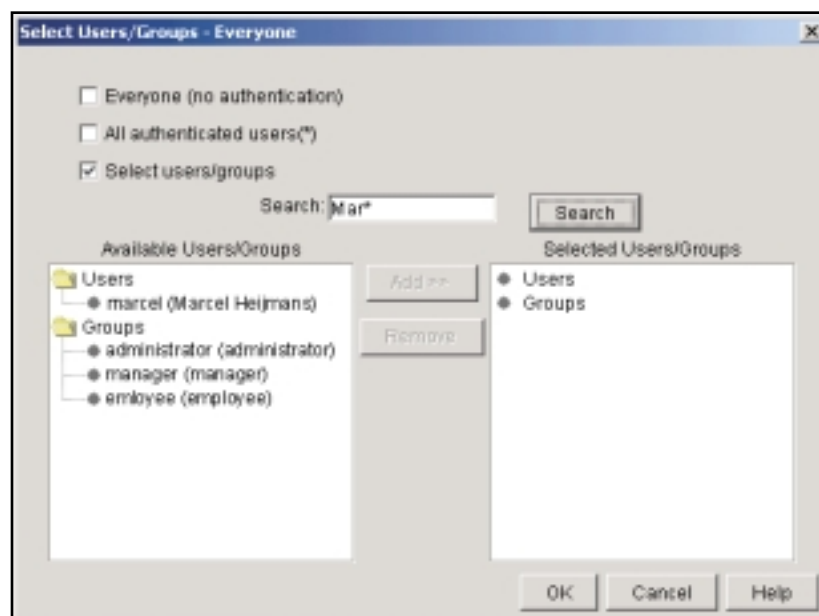 Select Users/Groups - Everyone
Everyone (no authentication)
All authenticated users(*)
Select users/groups
Search: Mar* Search
Available Users/Groups Selected Users/Groups
Users
marcel (Marcel Heijmans)
Groups
administrator (administrator)
manager (manager)
emloyee (employee)
Add >>
Remove
Users
Groups
OK Cancel Help